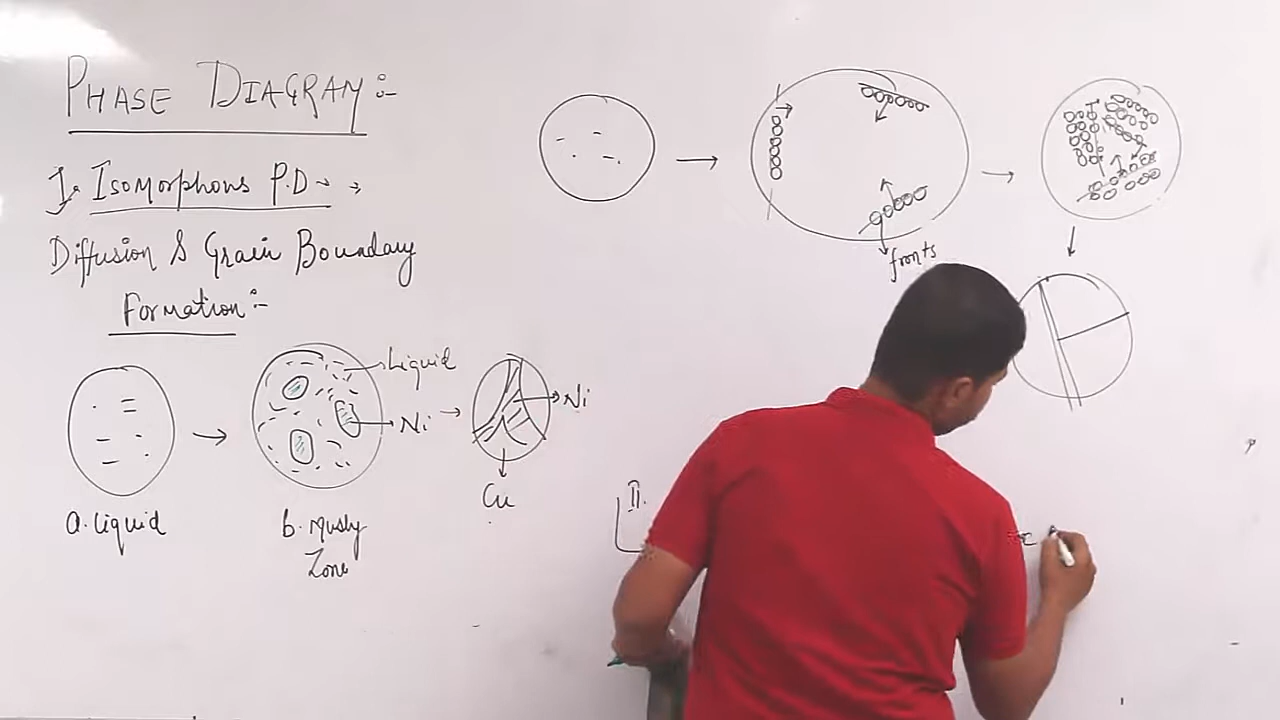 PHASE DIAGRAM:-
I. ISOMORPHOUS P.D →
Diffusion & Grain Boundary
Formation:-
Liquid
Ni
Ni
Cu
a. Liquid
b. Mushy
Zone
fronts
II.